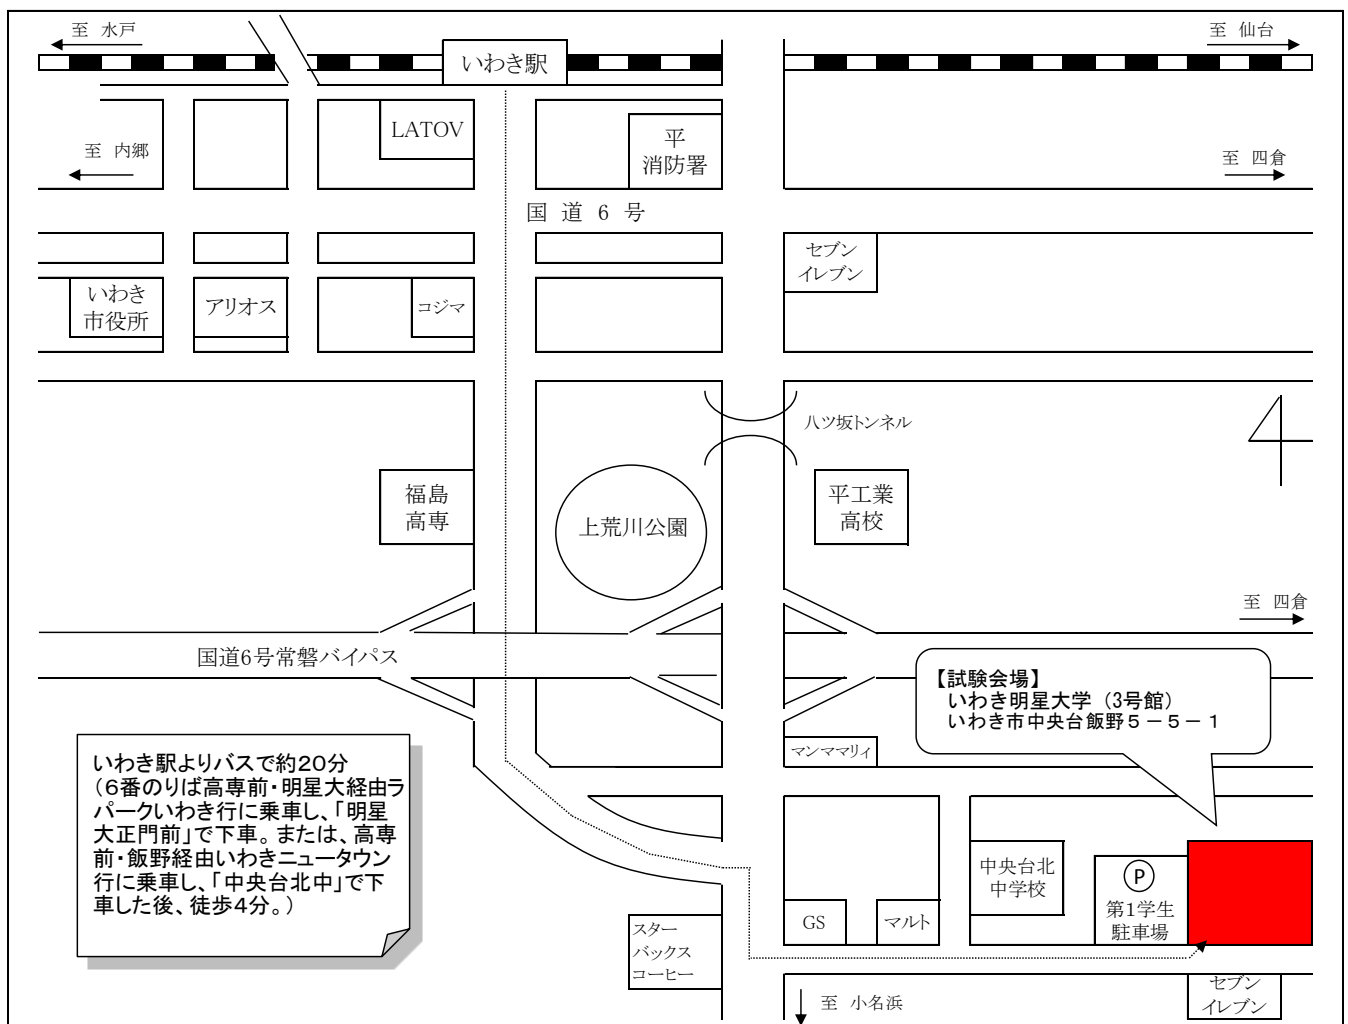 至 水戸
至 仙台
いわき駅
LATOV
平
消防署
至 内郷
至 四倉
国 道 6 号
セブン
イレブン
いわき
市役所
アリオス
コジマ
八ツ坂トンネル
福島
高専
上荒川公園
平工業
高校
至 四倉
国道6号常磐バイパス
【試験会場】
いわき明星大学 (3号館)
いわき市中央台飯野5-5-1
マンママリィ
いわき駅よりバスで約20分
(6番のりば高専前・明星大経由ラ
パークいわき行に乗車し、「明星
大正門前」で下車。または、高専
前・飯野経由いわきニュータウン
行に乗車し、「中央台北中」で下
車した後、徒歩4分。)
中央台北
中学校
P
第1学生
駐車場
GS
マルト
スター
バックス
コーヒー
セブン
イレブン
至 小名浜